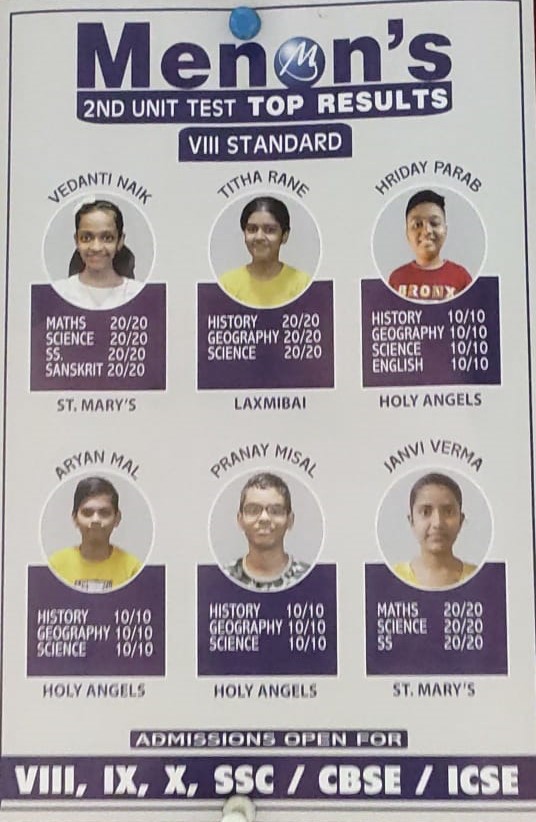 Menon's
2ND UNIT TEST TOP RESULTS
VIII STANDARD
VEDANTI NAIK
MATHS 20/20
SCIENCE 20/20
SS. 20/20
SANSKRIT 20/20
ST. MARY'S
TITHA RANE
HISTORY 20/20
GEOGRAPHY 20/20
SCIENCE 20/20
LAXMIBAI
HRIDAY PARAB
BRONX
HISTORY 10/10
GEOGRAPHY 10/10
SCIENCE 10/10
ENGLISH 10/10
HOLY ANGELS
ARYAN MAL
HISTORY 10/10
GEOGRAPHY 10/10
SCIENCE 10/10
HOLY ANGELS
PRANAY MISAL
HISTORY 10/10
GEOGRAPHY 10/10
SCIENCE 10/10
HOLY ANGELS
JANVI VERMA
MATHS 20/20
SCIENCE 20/20
SS 20/20
ST. MARY'S
ADMISSIONS OPEN FOR
VIII, IX, X, SSC / CBSE / ICSE